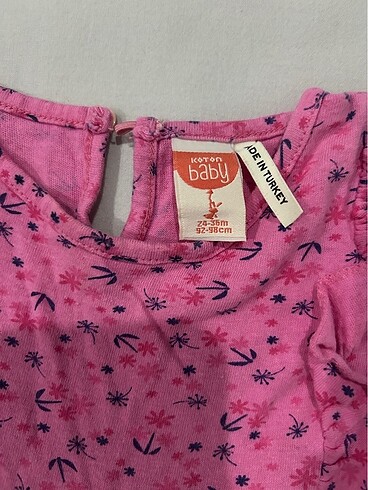 KOTON
baby
24-36m
92-98cm
ADE IN TURKEY